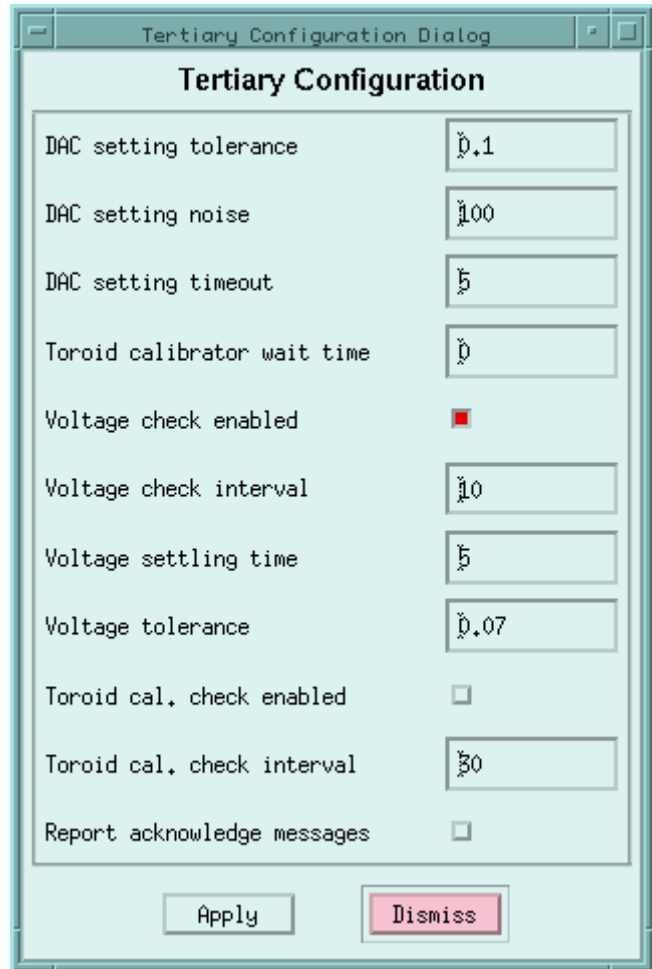 Tertiary Configuration Dialog
Tertiary Configuration
DAC setting tolerance 0.1
DAC setting noise 100
DAC setting timeout 5
Toroid calibrator wait time 0
Voltage check enabled
Voltage check interval 10
Voltage settling time 5
Voltage tolerance 0.07
Toroid cal. check enabled
Toroid cal. check interval 30
Report acknowledge messages
Apply Dismiss